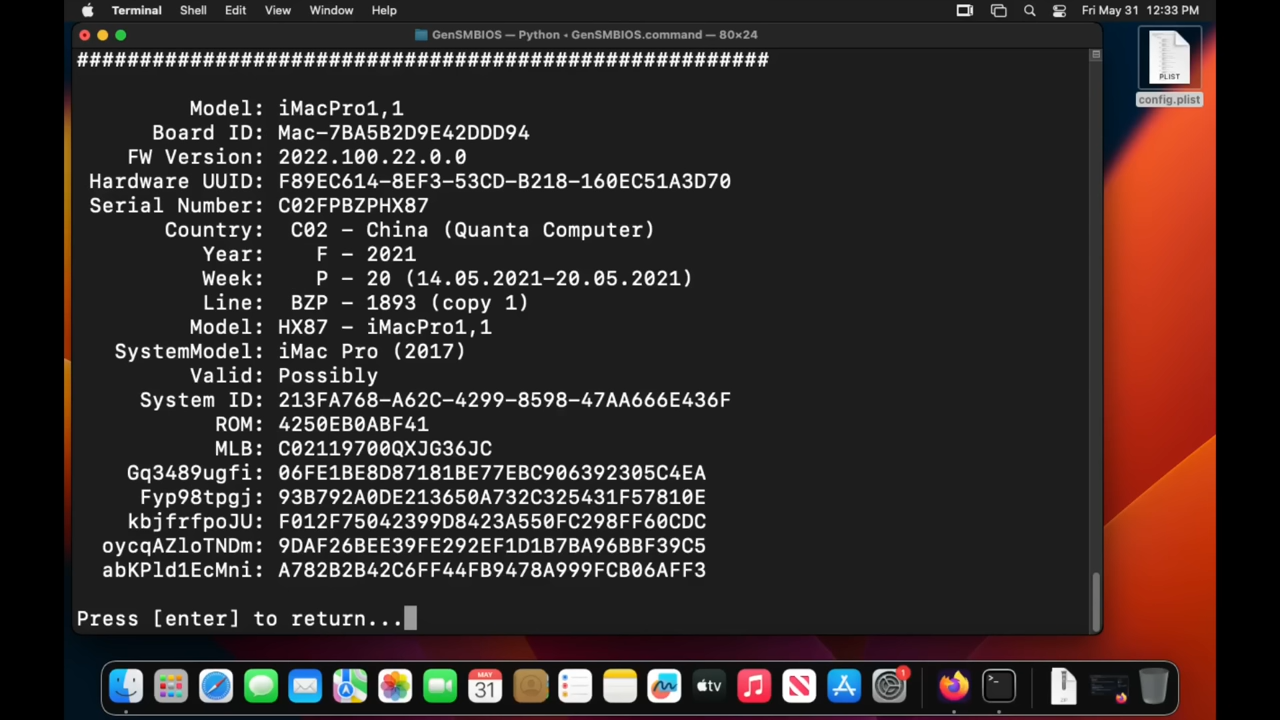 Terminal Shell Edit View Window Help Fri May 31 12:33 PM
GenSMBIOS — Python ◂ GenSMBIOS.command — 80×24
#######################################################
Model: iMacPro1,1
Board ID: Mac-7BA5B2D9E42DDD94
FW Version: 2022.100.22.0.0
Hardware UUID: F89EC614-8EF3-53CD-B218-160EC51A3D70
Serial Number: C02FPBZPHX87
Country: C02 - China (Quanta Computer)
Year: F - 2021
Week: P - 20 (14.05.2021-20.05.2021)
Line: BZP - 1893 (copy 1)
Model: HX87 - iMacPro1,1
SystemModel: iMac Pro (2017)
Valid: Possibly
System ID: 213FA768-A62C-4299-8598-47AA666E436F
ROM: 4250EB0ABF41
MLB: C02119700QXJG36JC
Gq3489ugfi: 06FE1BE8D87181BE77EBC906392305C4EA
Fyp98tpgj: 93B792A0DE213650A732C325431F57810E
kbjfrfpoJU: F012F75042399D8423A550FC298FF60CDC
oycqAZloTNDm: 9DAF26BEE39FE292EF1D1B7BA96BBF39C5
abKPld1EcMni: A782B2B42C6FF44FB9478A999FCB06AFF3
Press [enter] to return...
PLIST
config.plist
MAY
31
tv
1
>_
ZIP